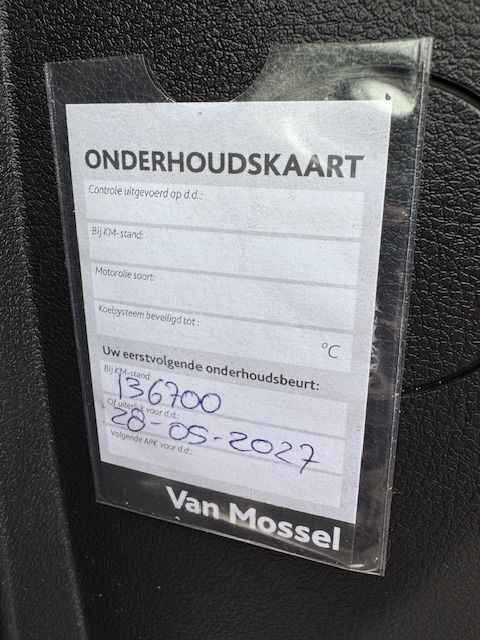 ONDERHOUDSKAART
Controle uitgevoerd op d.d.:
Bij KM-stand:
Motorolie soort:
Koelsysteem beveiligd tot:
°C
Uw eerstvolgende onderhoudsbeurt:
Bij KM-stand:
136700
Of uiterlijk voor d.d.:
28-05-2027
Volgende APK voor d.d.:
Van Mossel